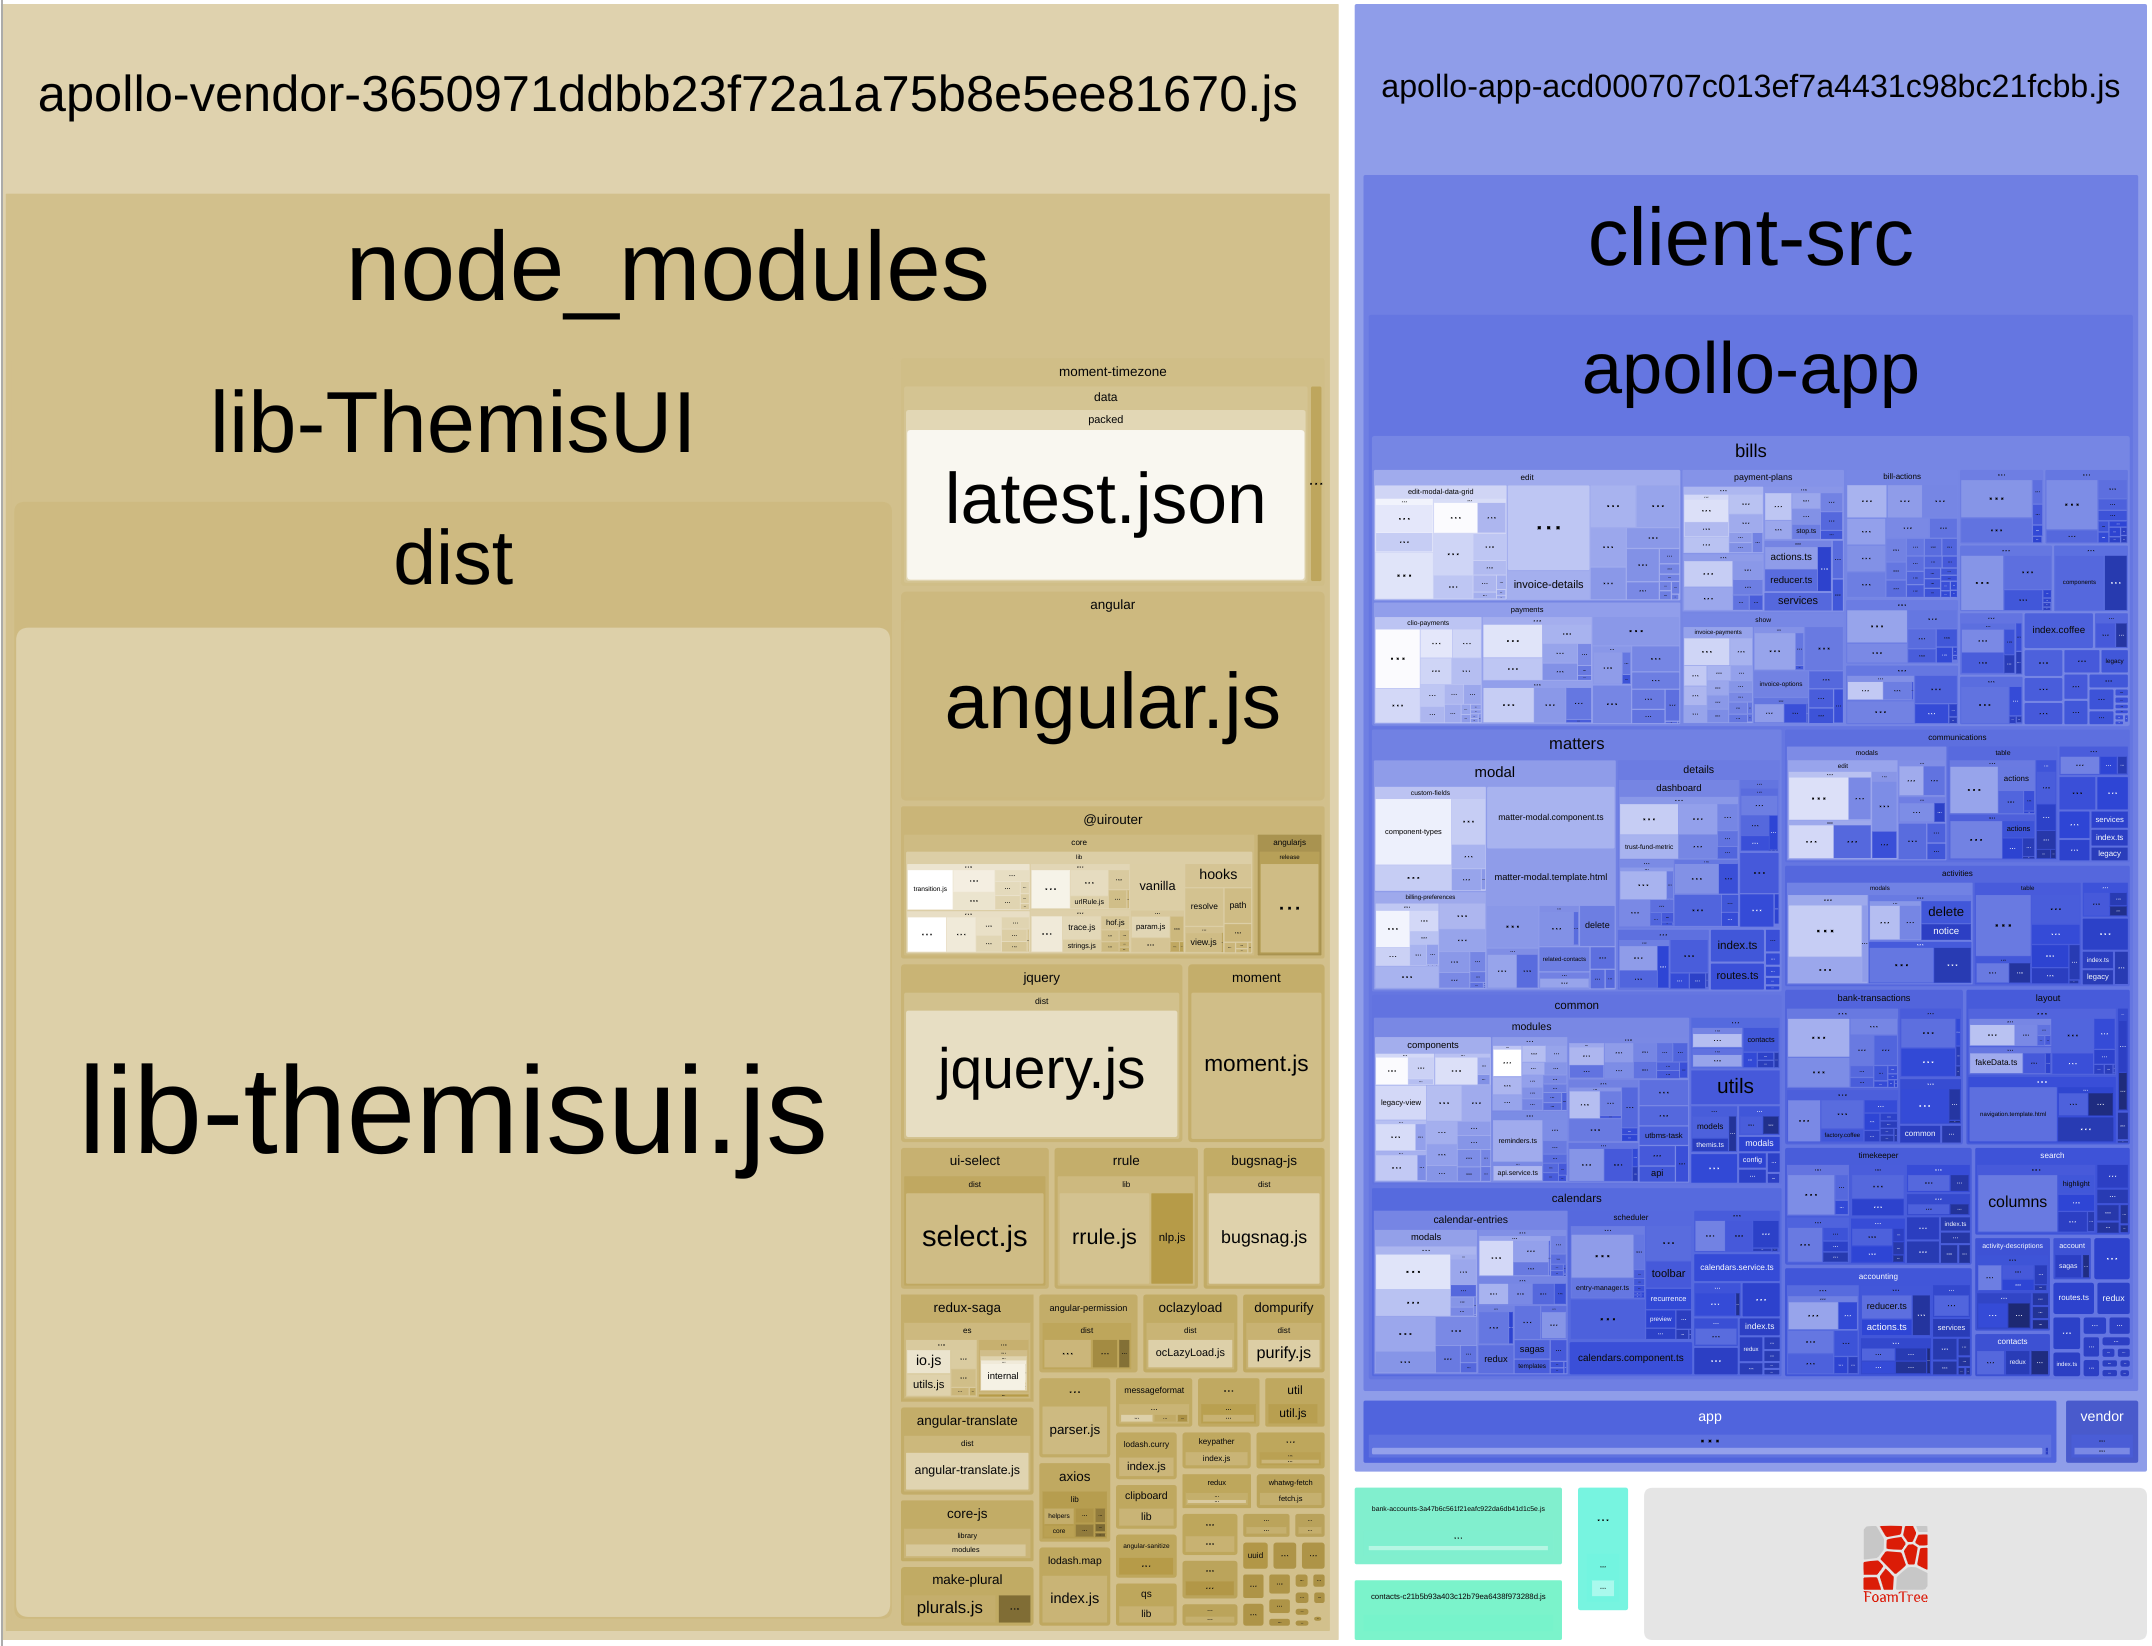 apollo-vendor-3650971ddbb23f72a1a75b8e5ee81670.js
node_modules
lib-ThemisUI
dist
lib-themisui.js
moment-timezone
data
packed
latest.json
...
angular
angular.js
@uirouter
core
lib
transition.js
urlRule.js
vanilla
hooks
resolve
path
trace.js
hof.js
param.js
strings.js
view.js
angularjs
release
...
jquery
dist
jquery.js
moment
moment.js
ui-select
dist
select.js
rrule
lib
rrule.js
nlp.js
bugsnag-js
dist
bugsnag.js
redux-saga
es
io.js
utils.js
internal
angular-permission
dist
oclazyload
dist
ocLazyLoad.js
dompurify
dist
purify.js
angular-translate
dist
angular-translate.js
parser.js
messageformat
util
util.js
lodash.curry
index.js
keypather
index.js
axios
lib
helpers
core
redux
whatwg-fetch
fetch.js
clipboard
lib
core-js
library
modules
angular-sanitize
uuid
lodash.map
index.js
make-plural
plurals.js
qs
lib
apollo-app-acd000707c013ef7a4431c98bc21fcbb.js
client-src
apollo-app
bills
edit
edit-modal-data-grid
invoice-details
payment-plans
stop.ts
actions.ts
reducer.ts
services
bill-actions
components
payments
clio-payments
show
invoice-payments
invoice-options
index.coffee
legacy
matters
modal
custom-fields
component-types
matter-modal.component.ts
matter-modal.template.html
billing-preferences
delete
related-contacts
details
dashboard
trust-fund-metric
index.ts
routes.ts
communications
modals
edit
table
actions
actions
services
index.ts
legacy
activities
modals
delete
notice
table
index.ts
legacy
common
modules
components
legacy-view
reminders.ts
api.service.ts
utbms-task
api
contacts
utils
models
themis.ts
modals
config
bank-transactions
factory.coffee
common
layout
fakeData.ts
navigation.template.html
calendars
calendar-entries
modals
redux
sagas
templates
scheduler
entry-manager.ts
toolbar
recurrence
preview
calendars.component.ts
calendars.service.ts
index.ts
redux
timekeeper
index.ts
search
columns
highlight
accounting
reducer.ts
actions.ts
services
activity-descriptions
account
sagas
routes.ts
redux
contacts
redux
index.ts
app
...
vendor
bank-accounts-3a47b6c561f21eafc922da6db41d1c5e.js
...
contacts-c21b5b93a403c12b79ea6438f973288d.js
FoamTree